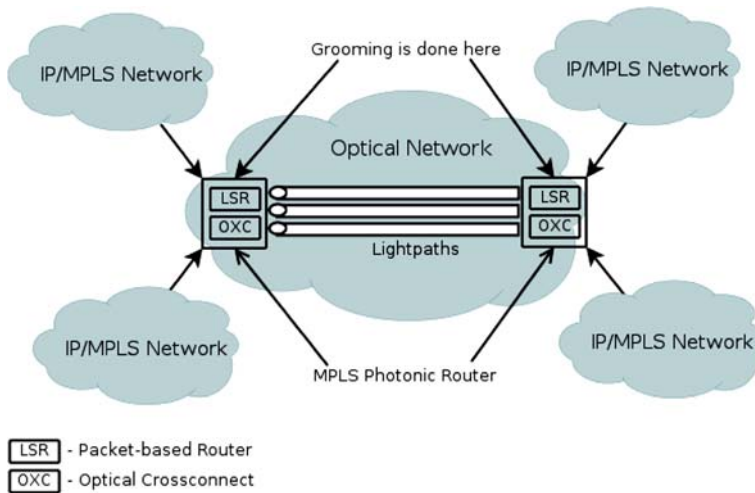 Grooming is done here
IP/MPLS Network
IP/MPLS Network
Optical Network
LSR
OXC
LSR
OXC
Lightpaths
IP/MPLS Network
IP/MPLS Network
MPLS Photonic Router
LSR - Packet-based Router
OXC - Optical Crossconnect